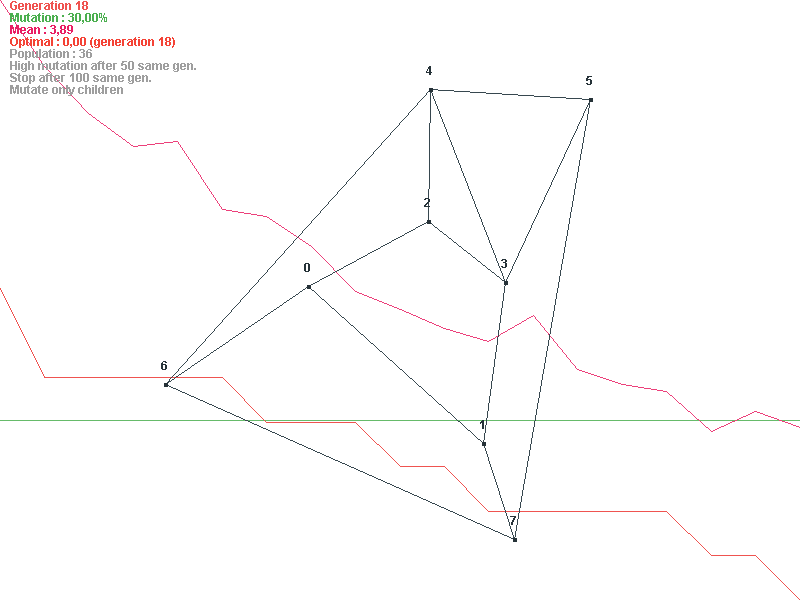 Generation 18
Mutation : 30,00%
Mean : 3,89
Optimal : 0,00 (generation 18)
Population : 36
High mutation after 50 same gen.
Stop after 100 same gen.
Mutate only children
4
5
2
3
0
6
1
7